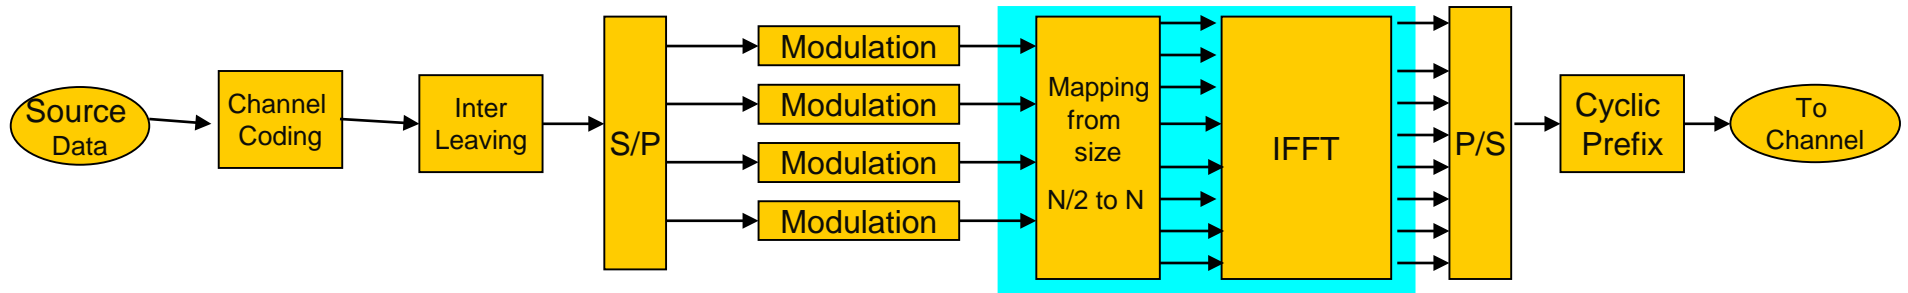 Source
Data
Channel
Coding
Inter
Leaving
S/P
Modulation
Modulation
Modulation
Modulation
Mapping
from
size
N/2 to N
IFFT
P/S
Cyclic
Prefix
To
Channel